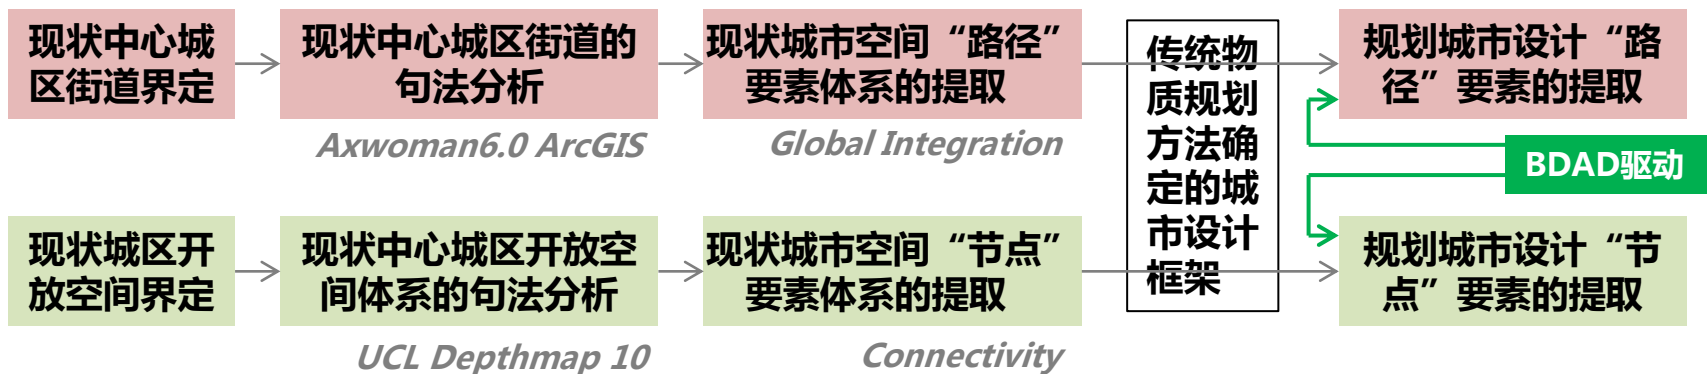 现状中心城
区街道界定
现状中心城区街道的
句法分析
Axwoman6.0 ArcGIS
现状城市空间“路径”
要素体系的提取
Global Integration
传统物
质规划
方法确
定的城
市设计
框架
规划城市设计“路
径”要素的提取
BDAD驱动
现状城区开
放空间界定
现状中心城区开放空
间体系的句法分析
UCL Depthmap 10
现状城市空间“节点”
要素体系的提取
Connectivity
规划城市设计“节
点”要素的提取